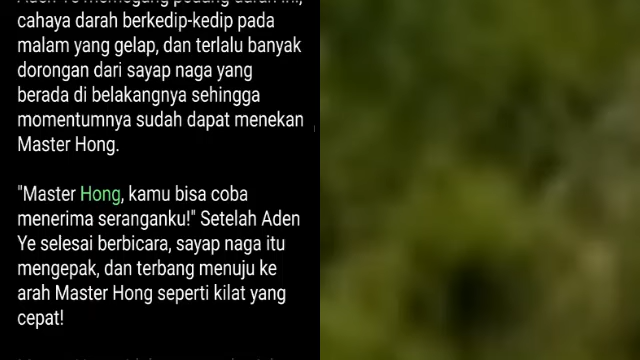 cahaya darah berkedip-kedip pada
malam yang gelap, dan terlalu banyak
dorongan dari sayap naga yang
berada di belakangnya sehingga
momentumnya sudah dapat menekan
Master Hong.
"Master Hong, kamu bisa coba
menerima seranganku!" Setelah Aden
Ye selesai berbicara, sayap naga itu
mengepak, dan terbang menuju ke
arah Master Hong seperti kilat yang
cepat!